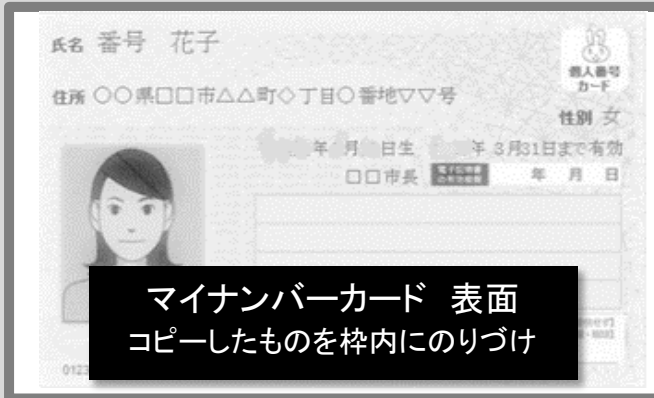 氏名 番号 花子
個人番号
カード
住所 ○○県□□市△△町◇丁目○番地▽▽号
性別 女
年 月 日生 年 3月31日まで有効
□□市長 年 月 日
マイナンバーカード 表面
コピーしたものを枠内にのりづけ
0123